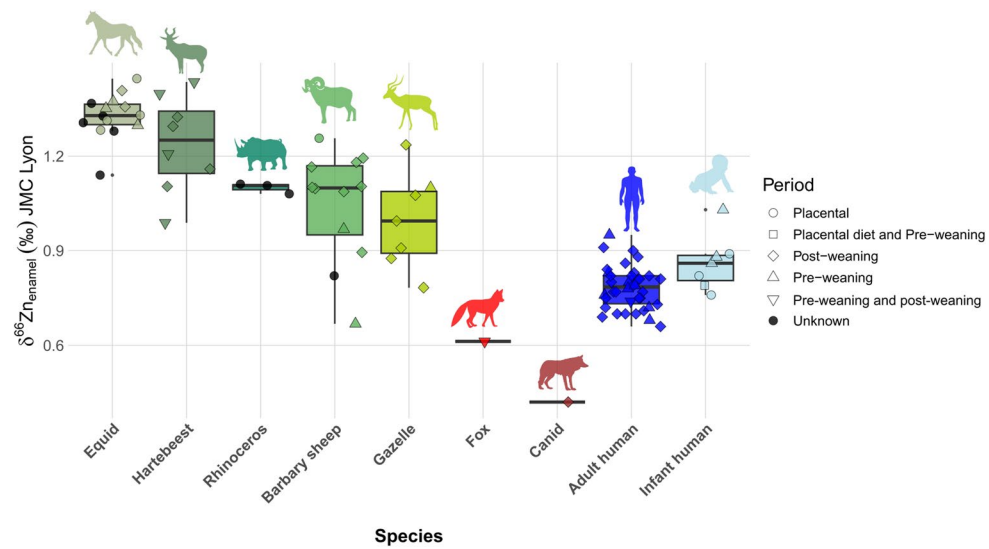 δ⁶⁶Znenamel (‰) JMC Lyon
1.2
0.9
0.6
Equid
Hartebeest
Rhinoceros
Barbary sheep
Gazelle
Fox
Canid
Adult human
Infant human
Species
Period
Placental
Placental diet and Pre-weaning
Post-weaning
Pre-weaning
Pre-weaning and post-weaning
Unknown